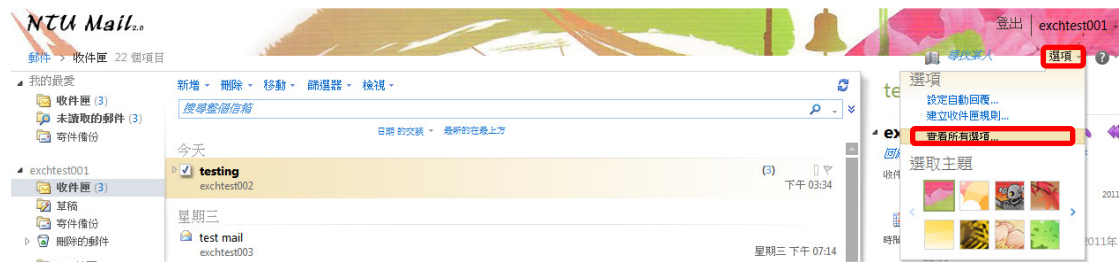 NTU Mail2.0
登出 | exchtest001
郵件 > 收件匣 22 個項目
尋找某人 選項
我的最愛
收件匣 (3)
未讀取的郵件 (3)
寄件備份
exchtest001
收件匣 (3)
草稿
寄件備份
刪除的郵件
新增 刪除 移動 篩選器 檢視
搜尋整個信箱
日期 的交談 最新的在最上方
今天
testing (3)
exchtest002 下午 03:34
星期三
test mail
exchtest003 星期三 下午 07:14
te
ex
收件
時間
選項
設定自動回覆...
建立收件匣規則...
查看所有選項...
選取主題
2011
2011年